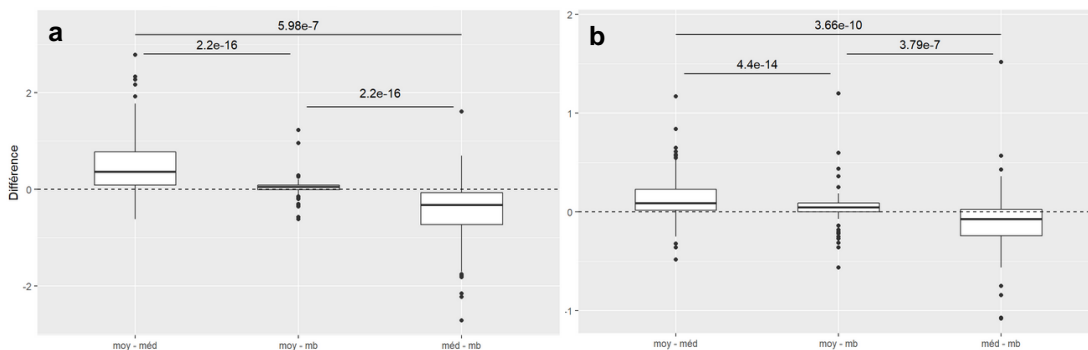 a
5.98e-7
2.2e-16
2.2e-16
Différence
2
0
-2
moy - méd
moy - mb
méd - mb
b
3.66e-10
3.79e-7
4.4e-14
2
1
0
-1
moy - méd
moy - mb
méd - mb